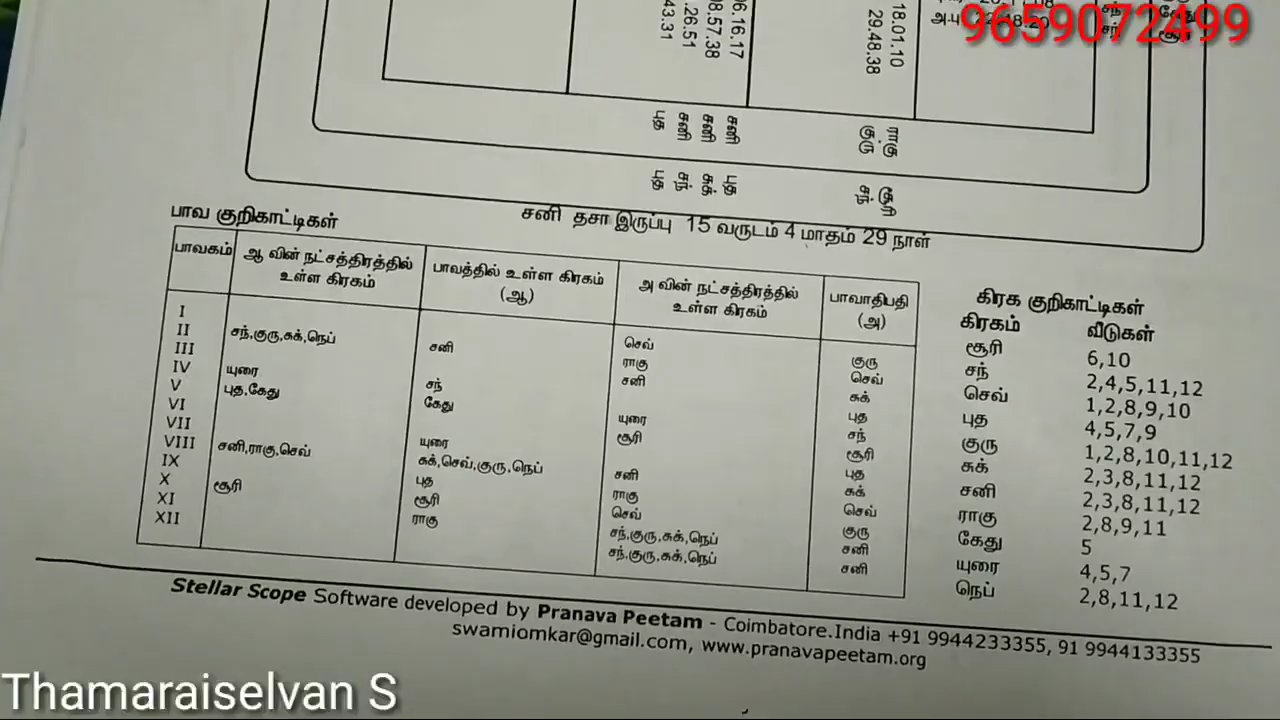 9659072499
18.01.10
29.48.38
06.16.17
08.57.38
.26.51
43.31
சனி
சனி
சனி
புத
ராகு
குரு
புத
சுக்
சந்
புத
சூரி
சந்
சனி தசா இருப்பு 15 வருடம் 4 மாதம் 29 நாள்
பாவ குறிகாட்டிகள்
பாவகம் ஆ வின் நட்சத்திரத்தில் உள்ள கிரகம் பாவத்தில் உள்ள கிரகம் (ஆ) அ வின் நட்சத்திரத்தில் உள்ள கிரகம் பாவாதிபதி (அ)
I செவ் குரு
II சந்,குரு,சுக்,நெப் சனி ராகு செவ்
III சனி சுக்
IV யுரை சந் புத
V புத,கேது கேது யுரை சந்
VI சூரி சூரி
VII யுரை புத
VIII சனி,ராகு,செவ் சுக்,செவ்,குரு,நெப் சனி சுக்
IX புத ராகு செவ்
X சூரி சூரி செவ் குரு
XI ராகு சந்,குரு,சுக்,நெப் சனி
XII சந்,குரு,சுக்,நெப் சனி
கிரக குறிகாட்டிகள்
கிரகம் வீடுகள்
சூரி 6,10
சந் 2,4,5,11,12
செவ் 1,2,8,9,10
புத 4,5,7,9
குரு 1,2,8,10,11,12
சுக் 2,3,8,11,12
சனி 2,3,8,11,12
ராகு 2,8,9,11
கேது 5
யுரை 4,5,7
நெப் 2,8,11,12
Stellar Scope Software developed by Pranava Peetam - Coimbatore.India +91 9944233355, 91 9944133355
swamiomkar@gmail.com, www.pranavapeetam.org
Thamaraiselvan S